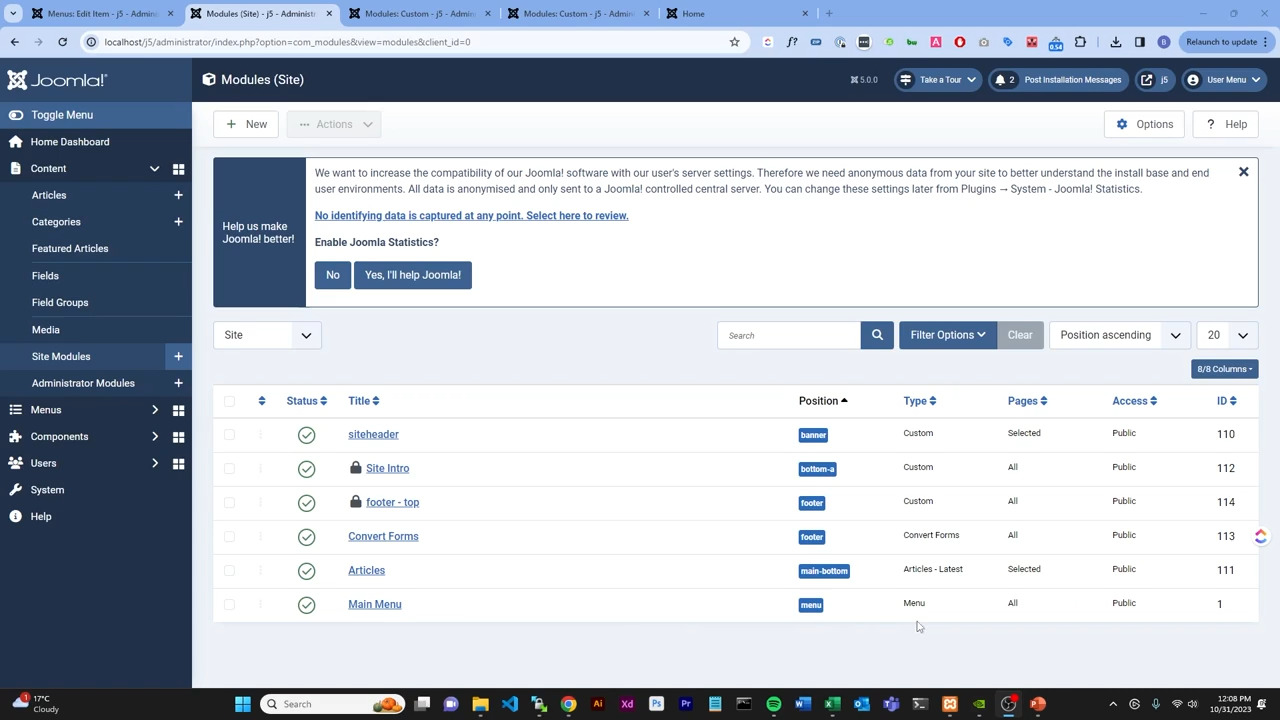 Menus: Edit Item - j5 - Admini
Modules (Site) - j5 - Administr
Modules: Custom - j5 - Admin
Modules: Custom - j5 - Admin
Home
localhost/j5/administrator/index.php?option=com_modules&view=modules&client_id=0
Relaunch to update
Joomla!
Modules (Site)
5.0.0
Take a Tour
2 Post Installation Messages
j5
User Menu
Toggle Menu
Home Dashboard
Content
Articles
Categories
Featured Articles
Fields
Field Groups
Media
Site Modules
Administrator Modules
Menus
Components
Users
System
Help
New
Actions
Options
? Help
Help us make
Joomla! better!
We want to increase the compatibility of our Joomla! software with our user's server settings. Therefore we need anonymous data from your site to better understand the install base and end
user environments. All data is anonymised and only sent to a Joomla! controlled central server. You can change these settings later from Plugins → System - Joomla! Statistics.
No identifying data is captured at any point. Select here to review.
Enable Joomla Statistics?
No
Yes, I'll help Joomla!
Site
Search
Filter Options
Clear
Position ascending
20
8/8 Columns
Status Title Position Type Pages Access ID
siteheader banner Custom Selected Public 110
Site Intro bottom-a Custom All Public 112
footer - top footer Custom All Public 114
Convert Forms footer Convert Forms All Public 113
Articles main-bottom Articles - Latest Selected Public 111
Main Menu menu Menu All Public 1
1
17°C
Cloudy
Search
12:08 PM
10/31/2023